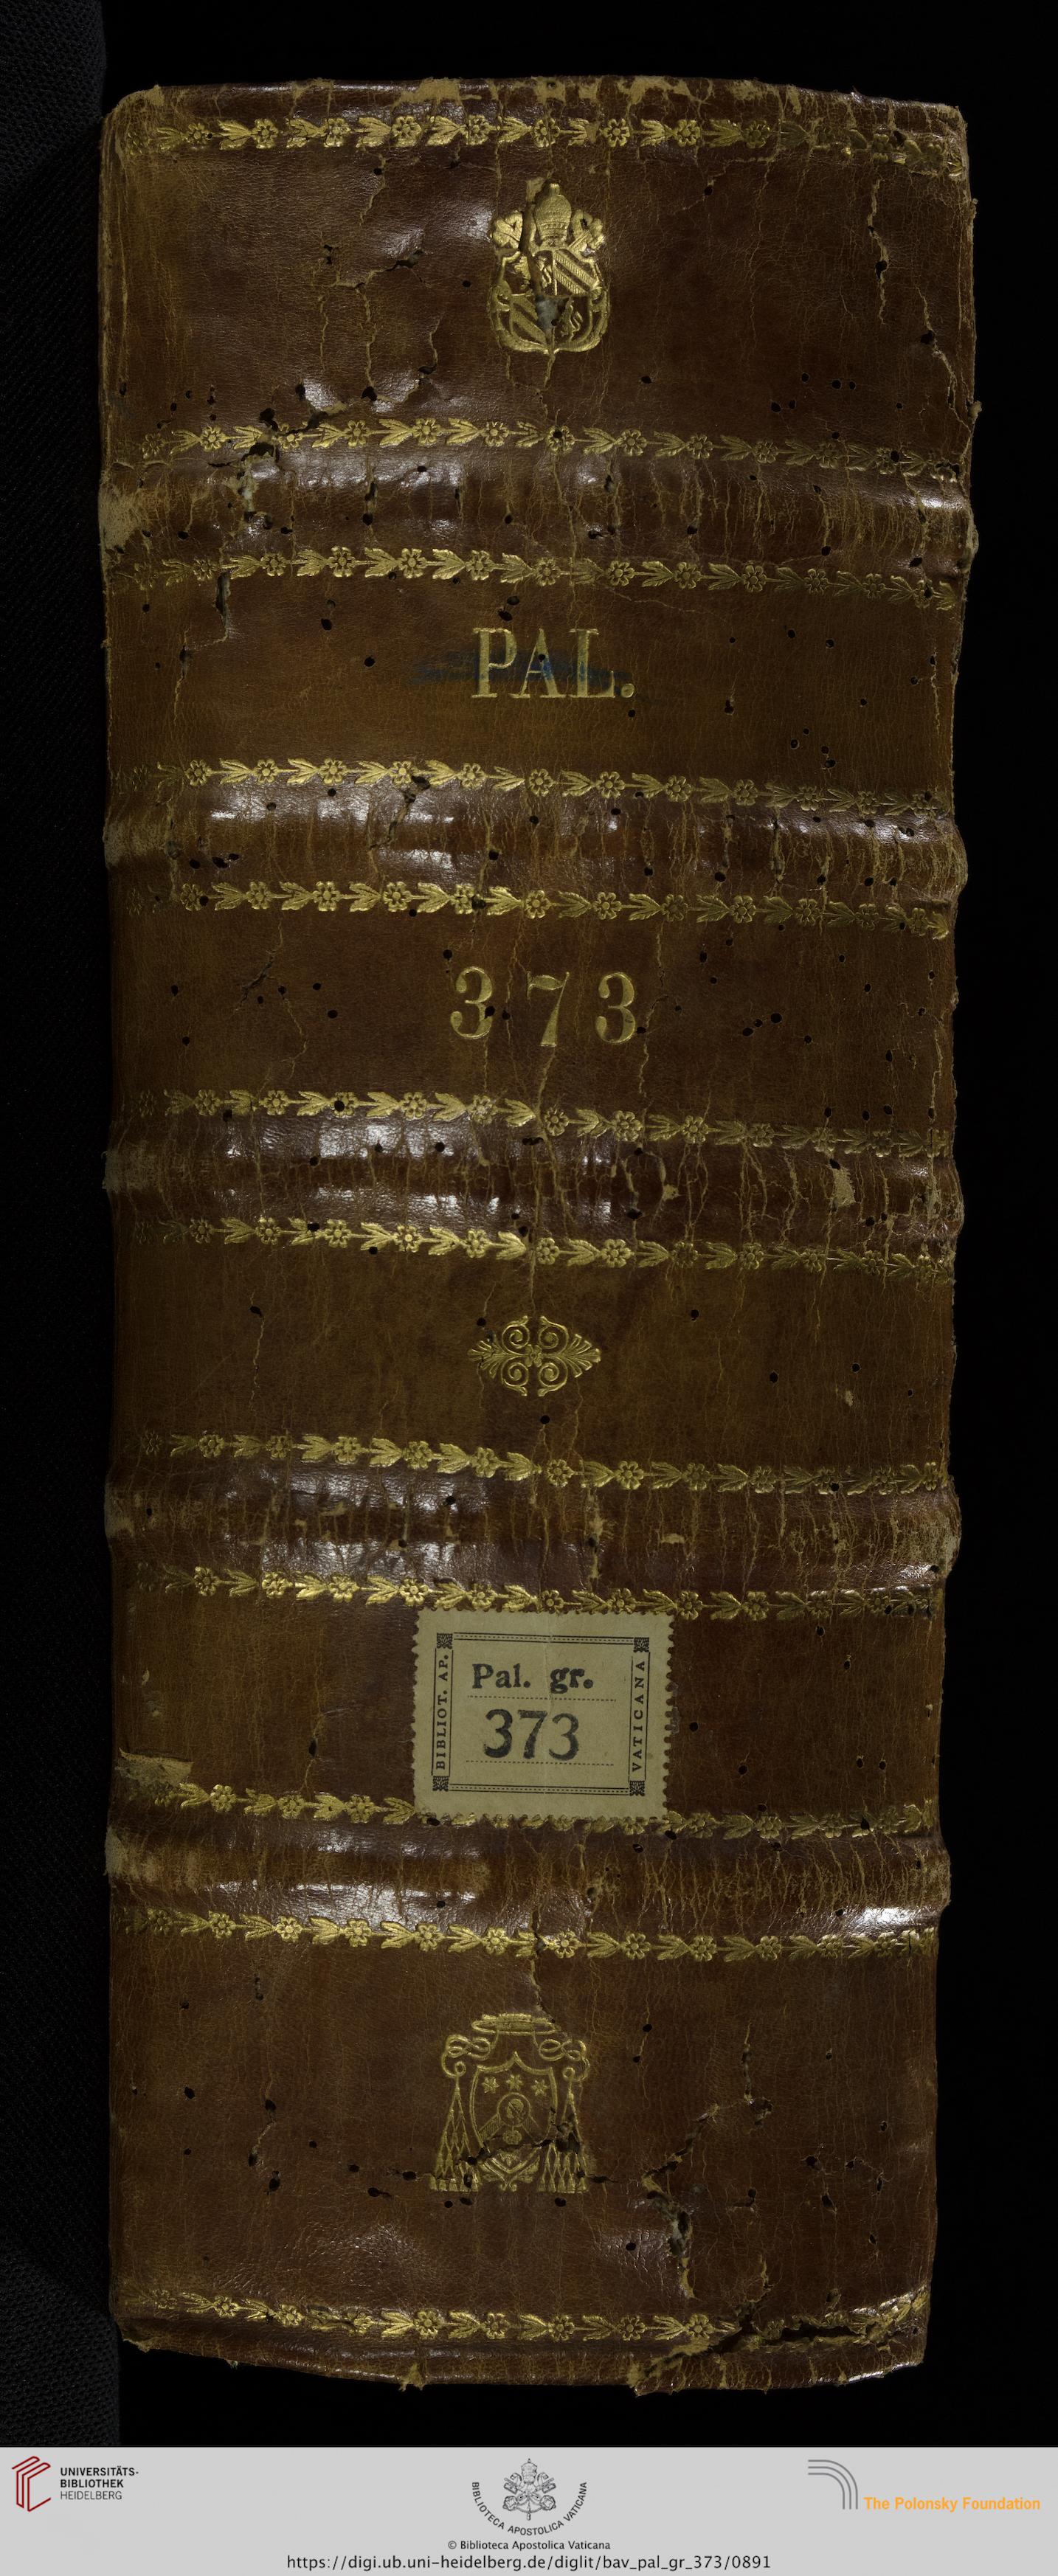 PAL.
373
BIBLIOT. AP.
Pal. gr.
373
VATICANA
UNIVERSITÄTS-
BIBLIOTHEK
HEIDELBERG
BIBLIOTECA APOSTOLICA VATICANA
The Polonsky Foundation
© Biblioteca Apostolica Vaticana
https://digi.ub.uni-heidelberg.de/diglit/bav_pal_gr_373/0891